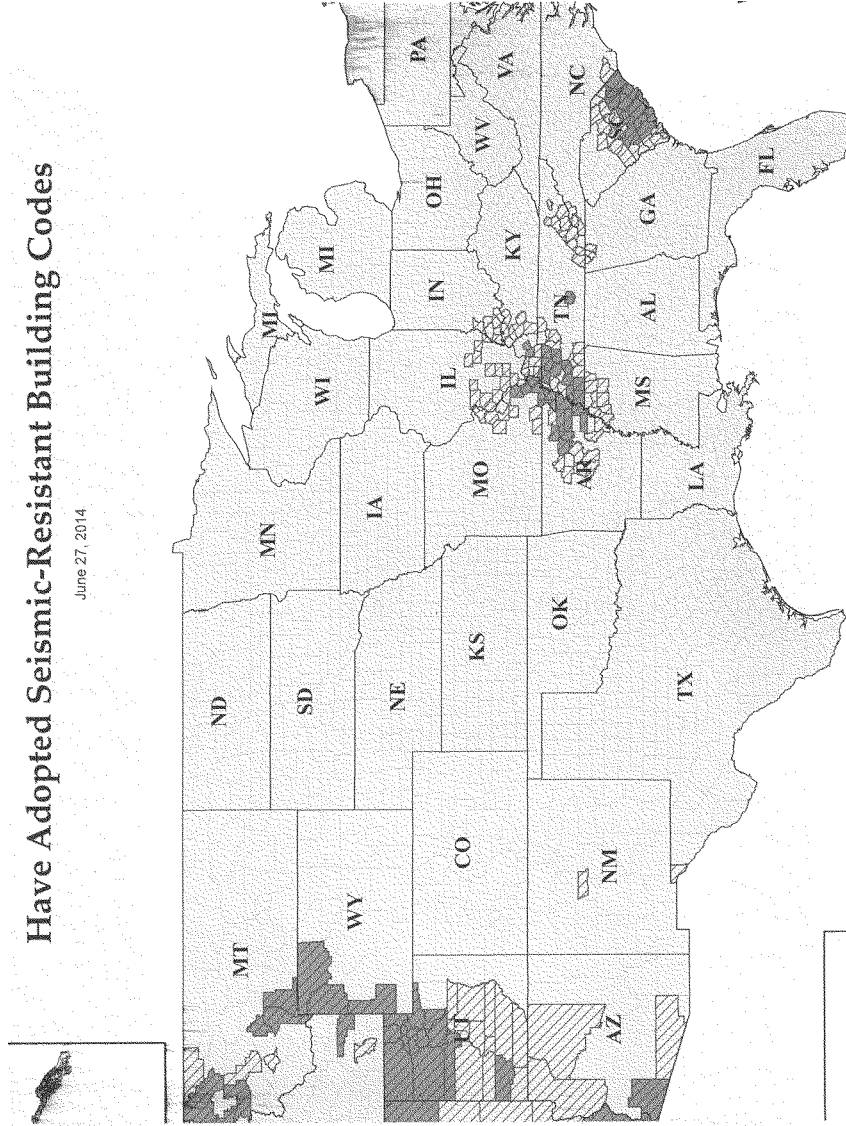 Have Adopted Seismic-Resistant Building Codes
June 27, 2014
MT
ND
MN
WI
MI
MI
SD
WY
IA
NE
IL
IN
OH
PA
CO
KS
MO
KY
WV
VA
UT
AZ
NM
OK
AR
TN
NC
TX
LA
MS
AL
GA
FL